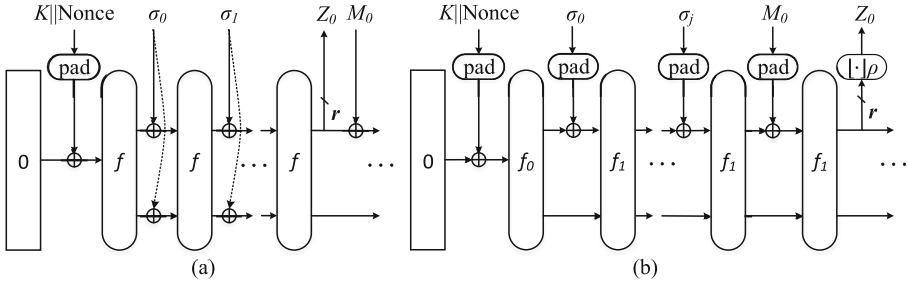 K||Nonce σ0 σ1 Z0 M0
pad
r
0 f f f
... ...
(a)
K||Nonce σ0 σj M0 Z0
pad pad pad pad ⌊·⌋ρ
r
0 f0 f1 f1 f1
... ...
(b)